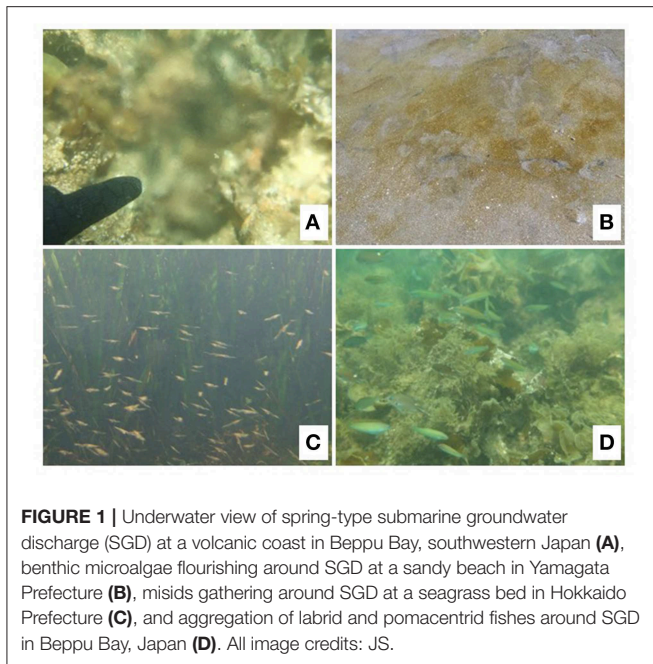 A
B
C
D
FIGURE 1 | Underwater view of spring-type submarine groundwater
discharge (SGD) at a volcanic coast in Beppu Bay, southwestern Japan (A),
benthic microalgae flourishing around SGD at a sandy beach in Yamagata
Prefecture (B), misids gathering around SGD at a seagrass bed in Hokkaido
Prefecture (C), and aggregation of labrid and pomacentrid fishes around SGD
in Beppu Bay, Japan (D). All image credits: JS.